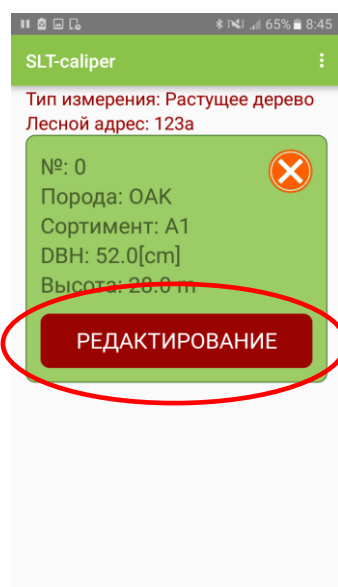 65% 8:45
SLT-caliper
Тип измерения: Растущее дерево
Лесной адрес: 123a
№: 0
Порода: OAK
Сортимент: A1
DBH: 52.0[cm]
Высота: 28.0 m
РЕДАКТИРОВАНИЕ